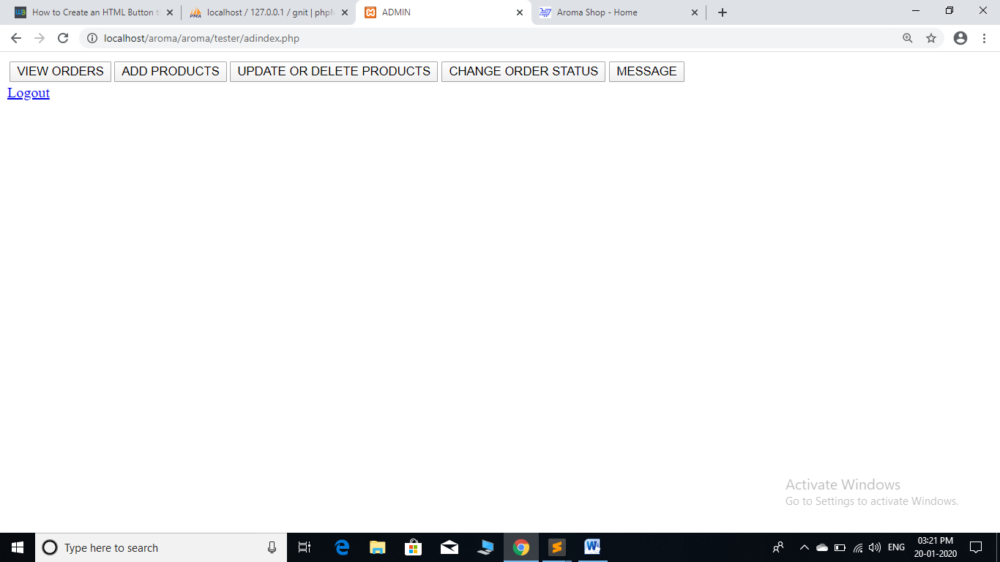 How to Create an HTML Button t
localhost / 127.0.0.1 / gnit | phpM
ADMIN
Aroma Shop - Home
localhost/aroma/aroma/tester/adindex.php
VIEW ORDERS ADD PRODUCTS UPDATE OR DELETE PRODUCTS CHANGE ORDER STATUS MESSAGE
Logout
Activate Windows
Go to Settings to activate Windows.
Type here to search
ENG
03:21 PM
20-01-2020